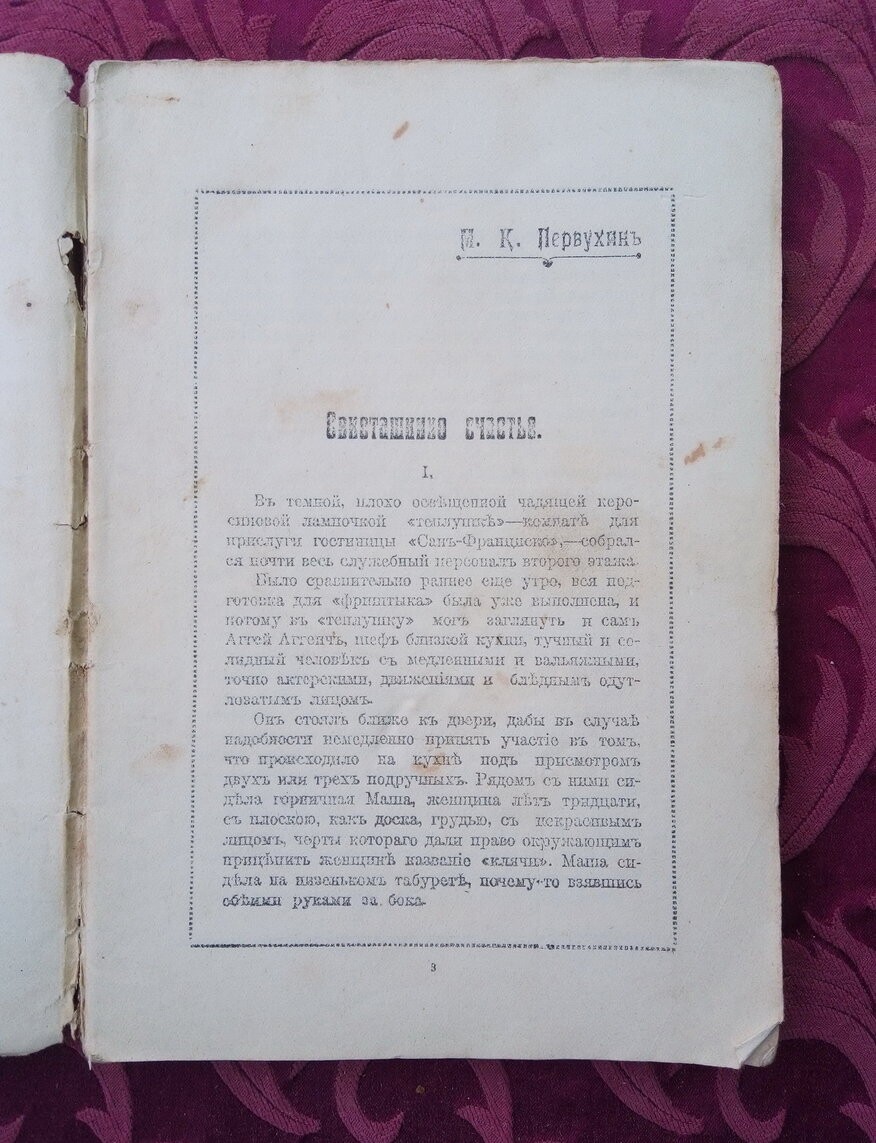 М. К. Первухинъ
Свисташкино счастье.
I.
Въ темной, плохо освѣщенной чадящей керо-
синовой лампочкой «теплушкѣ»—комнатѣ для
прислуги гостиницы «Санъ-Франциско»,—собрал-
ся почти весь служебный персоналъ второго этажа.
Было сравнительно раннее еще утро, вся под-
готовка для «фриштыка» была уже выполнена, и
потому въ «теплушку» могъ заглянуть и самъ
Аггей Аггеичъ, шефъ близкой кухни, тучный и со-
лидный человѣкъ съ медленными и вальяжными,
точно актерскими, движеніями и блѣднымъ одут-
ловатымъ лицомъ.
Онъ стоялъ ближе къ двери, дабы въ случаѣ
надобности немедленно принять участіе въ томъ,
что происходило на кухнѣ подъ присмотромъ
двухъ или трехъ подручныхъ. Рядомъ съ ними си-
дѣла горничная Маша, женщина лѣтъ тридцати,
съ плоскою, какъ доска, грудью, съ некрасивымъ
лицомъ, черты котораго дали право окружающимъ
прицѣпить женщинѣ названіе «клячи». Маша си-
дѣла на низенькомъ табуретѣ, почему-то взявшись
обѣими руками за бока.
3